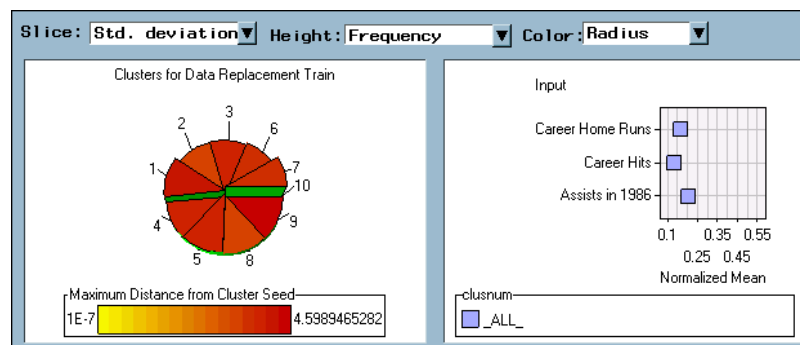 Slice: Std. deviation Height: Frequency Color: Radius
Clusters for Data Replacement Train
3
2
6
1
7
10
4
9
5
8
Maximum Distance from Cluster Seed
1E-7 4.5989465282
Input
Career Home Runs
Career Hits
Assists in 1986
0.1 0.35 0.55
0.25 0.45
Normalized Mean
clusnum
_ALL_